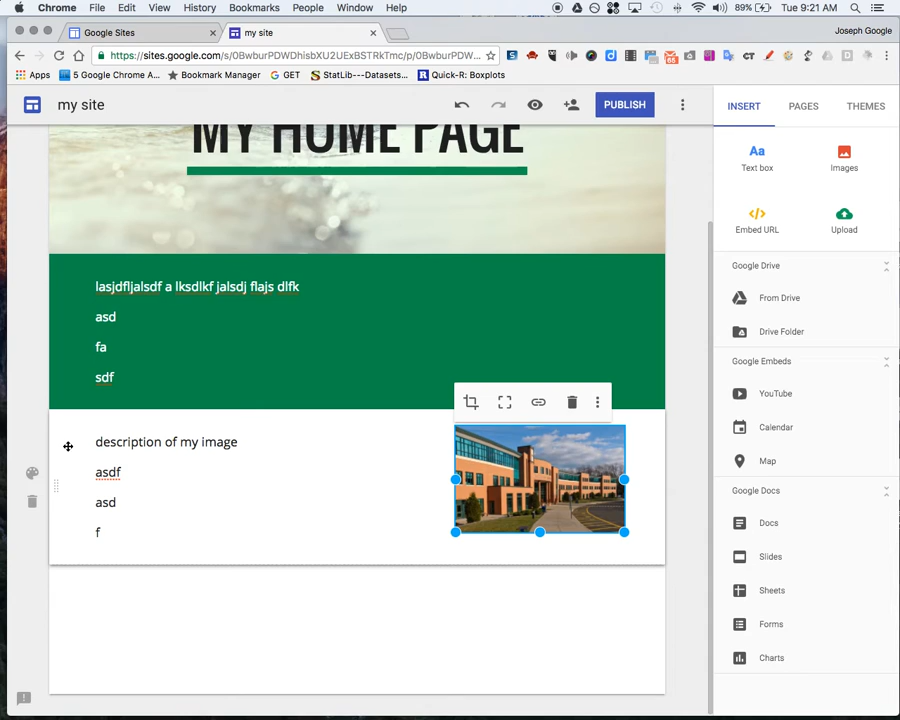 Chrome File Edit View History Bookmarks People Window Help 89% Tue 9:21 AM
Google Sites my site Joseph Google
https://sites.google.com/s/0BwburPDWDhisbXU2UExBSTRkTmc/p/0BwburPDW
Apps 5 Google Chrome A... Bookmark Manager GET StatLib---Datasets... Quick-R: Boxplots
my site PUBLISH INSERT PAGES THEMES
MY HOME PAGE
Aa
Text box Images
Embed URL Upload
Google Drive
lasjdfljalsdf a lksdlkf jalsdj flajs dlfk
From Drive
asd
Drive Folder
fa
Google Embeds
sdf
YouTube
Calendar
description of my image
Map
asdf
Google Docs
asd
Docs
f
Slides
Sheets
Forms
Charts